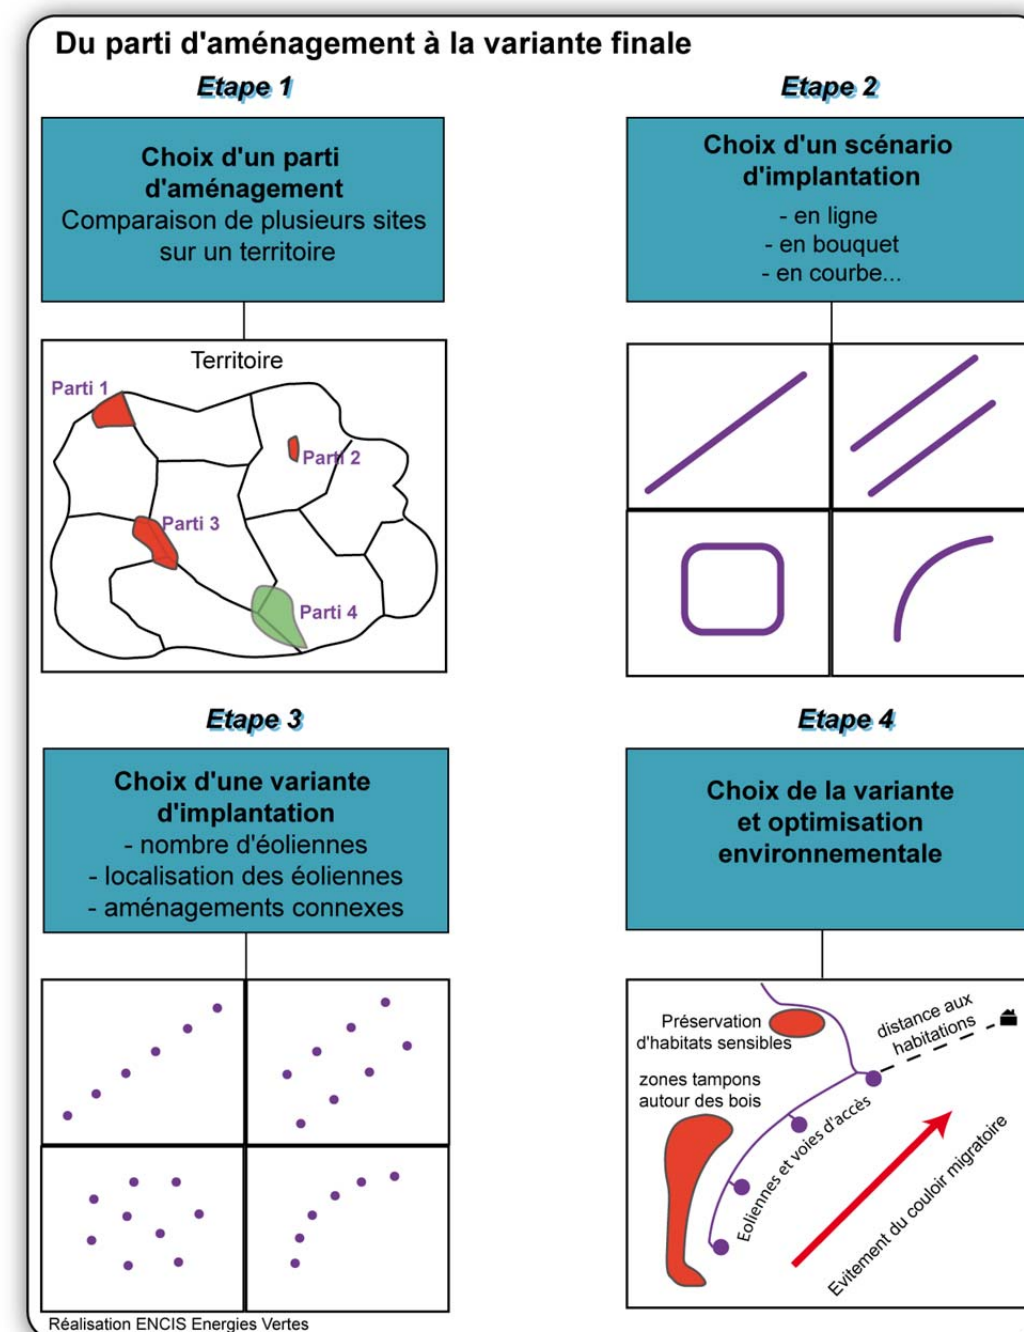 Du parti d'aménagement à la variante finale
Etape 1
Choix d'un parti
d'aménagement
Comparaison de plusieurs sites
sur un territoire
Territoire
Parti 1
Parti 2
Parti 3
Parti 4
Etape 2
Choix d'un scénario
d'implantation
- en ligne
- en bouquet
- en courbe...
Etape 3
Choix d'une variante
d'implantation
- nombre d'éoliennes
- localisation des éoliennes
- aménagements connexes
Etape 4
Choix de la variante
et optimisation
environnementale
Préservation
d'habitats sensibles
distance aux
habitations
zones tampons
autour des bois
Eoliennes et voies d'accès
Evitement du couloir migratoire
Réalisation ENCIS Energies Vertes